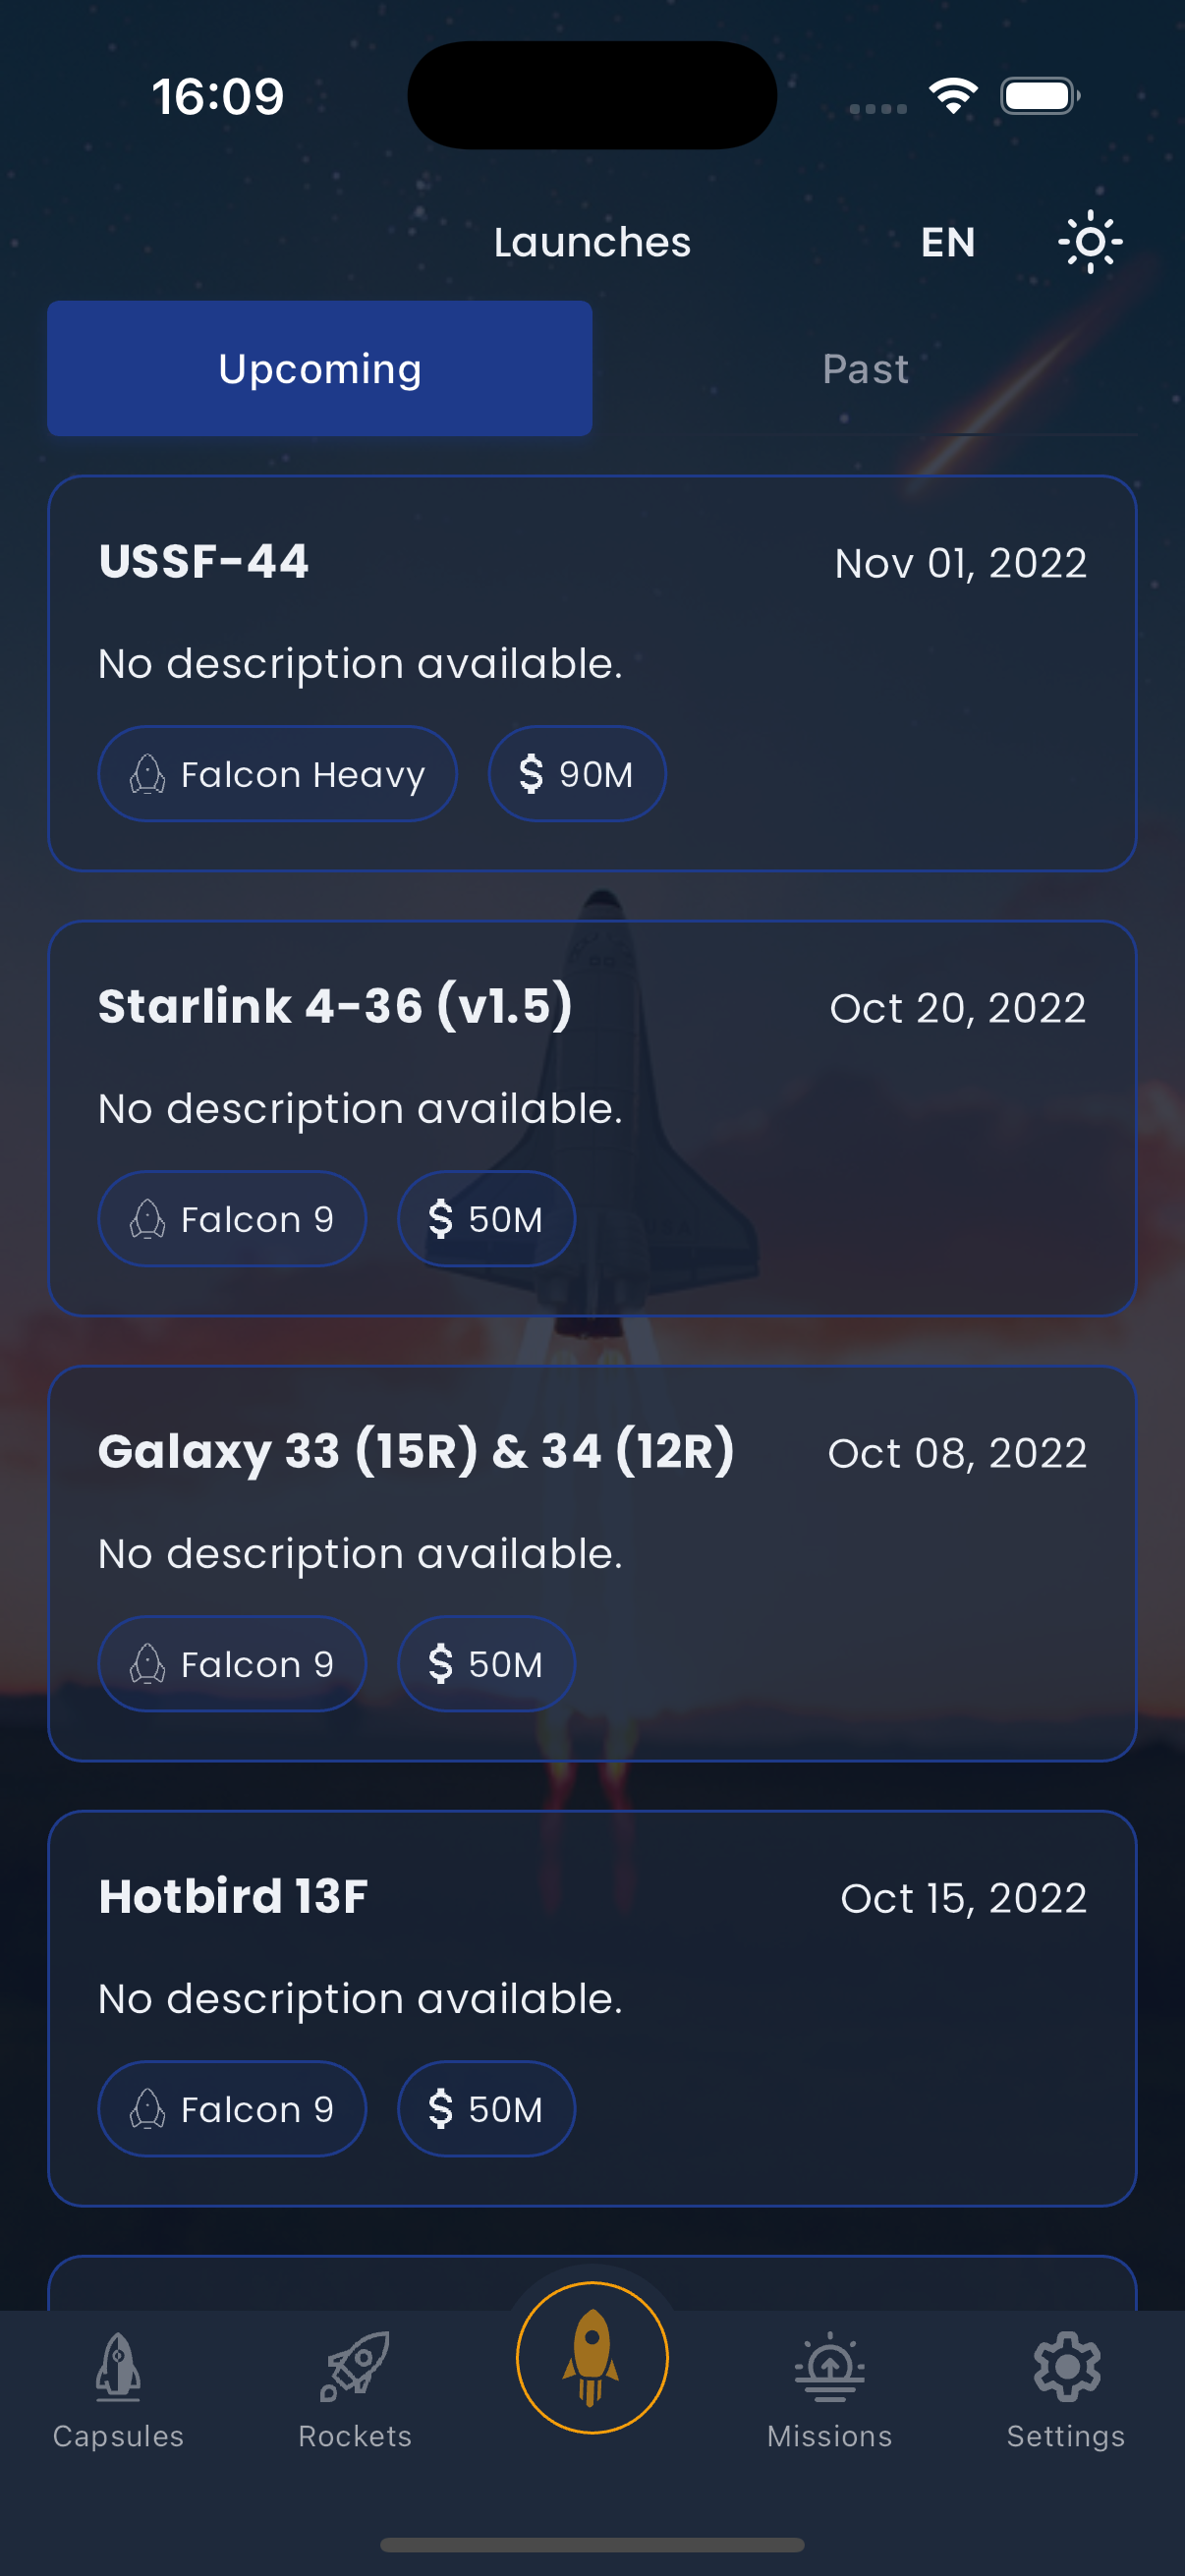 16:09
Launches
EN
Upcoming
Past
USSF-44
Nov 01, 2022
No description available.
Falcon Heavy
$ 90M
Starlink 4-36 (v1.5)
Oct 20, 2022
No description available.
Falcon 9
$ 50M
Galaxy 33 (15R) & 34 (12R)
Oct 08, 2022
No description available.
Falcon 9
$ 50M
Hotbird 13F
Oct 15, 2022
No description available.
Falcon 9
$ 50M
Capsules
Rockets
Missions
Settings